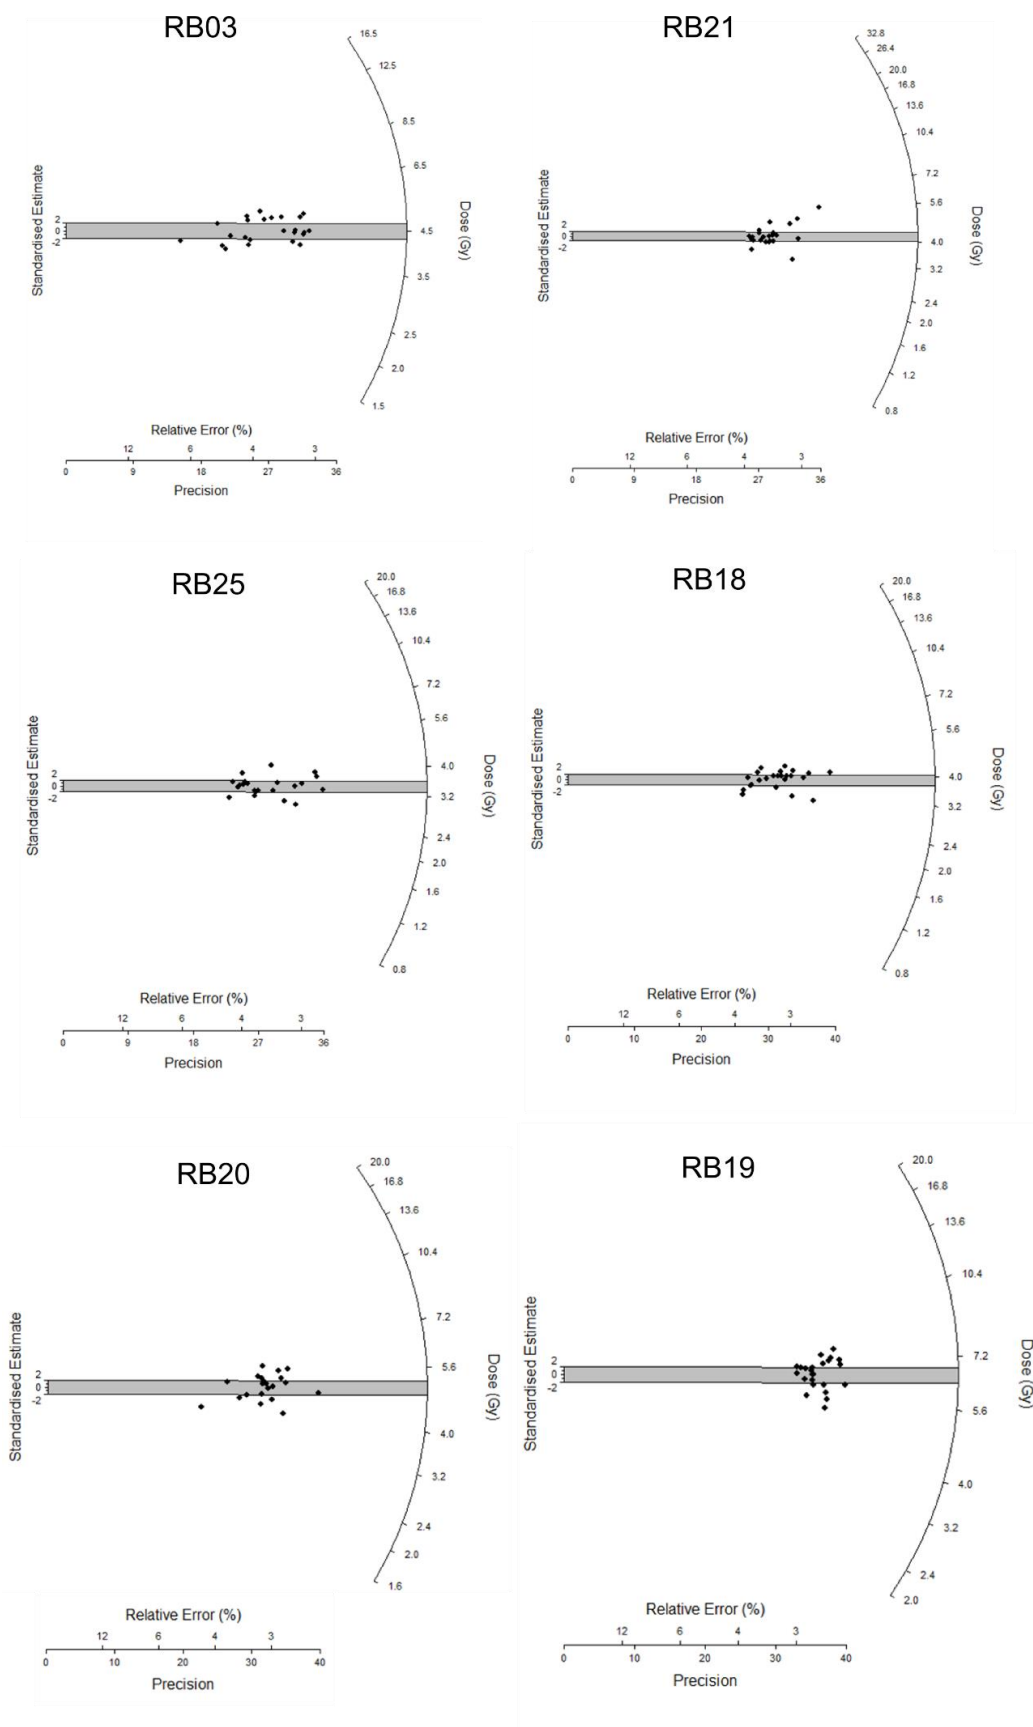 RB03
16.5
12.5
8.5
6.5
4.5
3.5
2.5
2.0
1.5
Standardised Estimate
2
0
-2
Dose (Gy)
Relative Error (%)
12 6 4 3
0 9 18 27 36
Precision
RB21
32.8
26.4
20.0
16.8
13.6
10.4
7.2
5.6
4.0
3.2
2.4
2.0
1.6
1.2
0.8
Standardised Estimate
2
0
-2
Dose (Gy)
Relative Error (%)
12 6 4 3
0 9 18 27 36
Precision
RB25
20.0
16.8
13.6
10.4
7.2
5.6
4.0
3.2
2.4
2.0
1.6
1.2
0.8
Standardised Estimate
2
0
-2
Dose (Gy)
Relative Error (%)
12 6 4 3
0 9 18 27 36
Precision
RB18
20.0
16.8
13.6
10.4
7.2
5.6
4.0
3.2
2.4
2.0
1.6
1.2
0.8
Standardised Estimate
2
0
-2
Dose (Gy)
Relative Error (%)
12 6 4 3
0 10 20 30 40
Precision
RB20
20.0
16.8
13.6
10.4
7.2
5.6
4.0
3.2
2.4
2.0
1.6
Standardised Estimate
2
0
-2
Dose (Gy)
Relative Error (%)
12 6 4 3
0 10 20 30 40
Precision
RB19
20.0
16.8
13.6
10.4
7.2
5.6
4.0
3.2
2.4
2.0
Standardised Estimate
2
0
-2
Dose (Gy)
Relative Error (%)
12 6 4 3
0 10 20 30 40
Precision